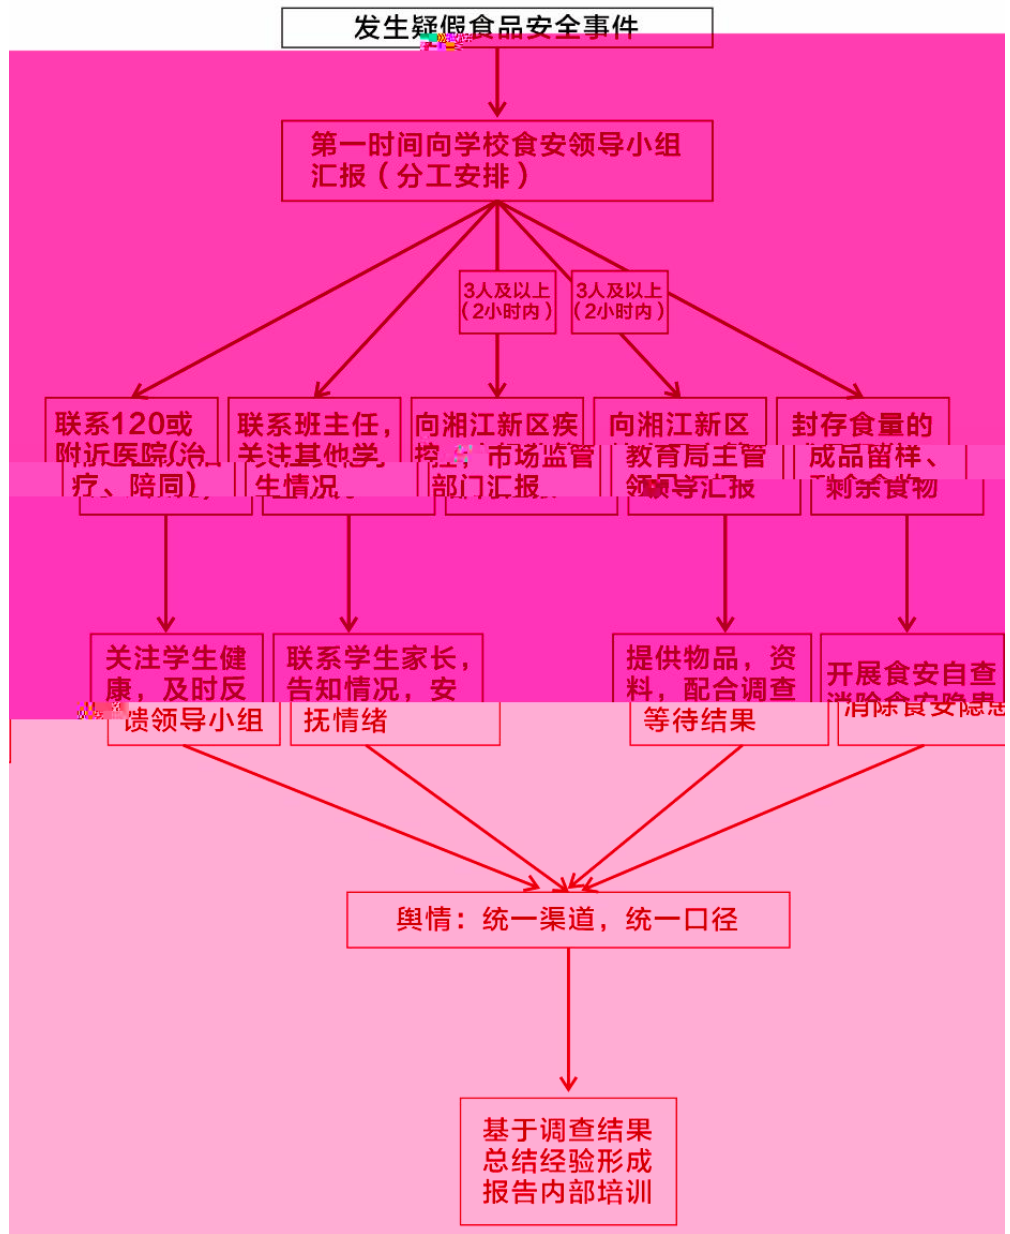 发生疑假食品安全事件
第一时间向学校食安领导小组
汇报（分工安排）
3人及以上
（2小时内）
3人及以上
（2小时内）
联系120或
附近医院(治
疗、陪同)
联系班主任，
关注其他学
生情况
向湘江新区疾
控 市场监管
部门汇报
向湘江新区
教育局主管
领导汇报
封存食量的
成品留样、
剩余食物
关注学生健
康，及时反
馈领导小组
联系学生家长，
告知情况，安
抚情绪
提供物品，资
料，配合调查
等待结果
开展食安自查
消除食安隐患
舆情：统一渠道，统一口径
基于调查结果
总结经验形成
报告内部培训